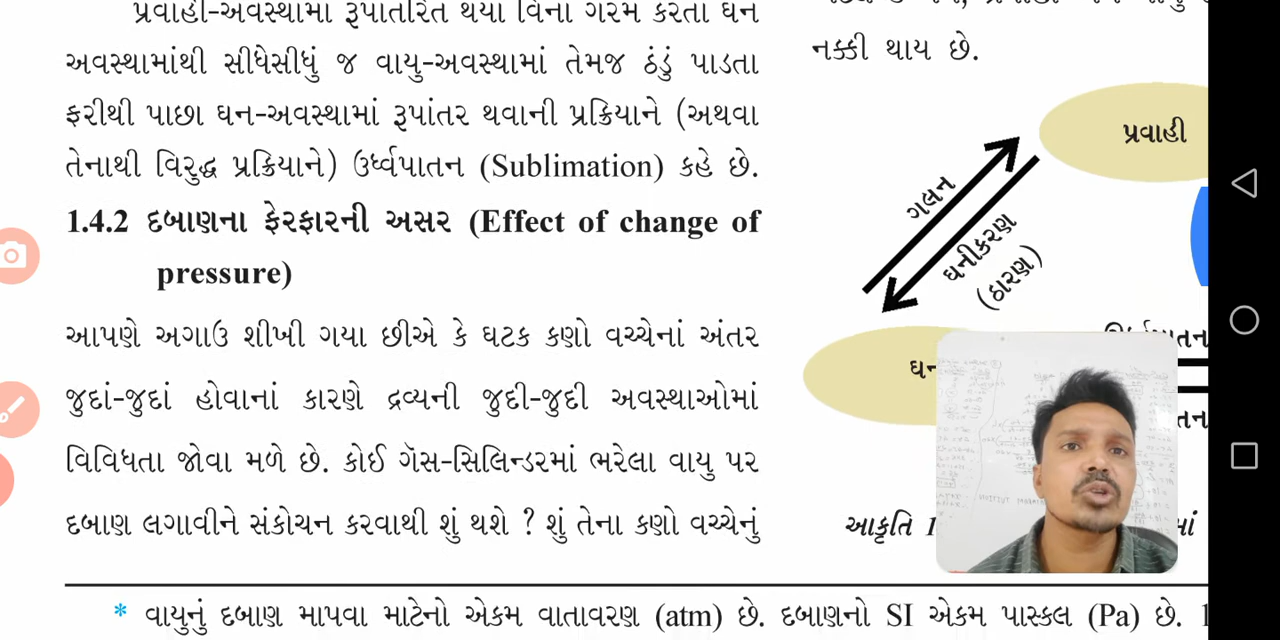 પ્રવાહી-અવસ્થામાં રૂપાંતરિત થયા વિના ગરમ કરતાં ઘન
અવસ્થામાંથી સીધેસીધું જ વાયુ-અવસ્થામાં તેમજ ઠંડું પાડતા
ફરીથી પાછા ઘન-અવસ્થામાં રૂપાંતર થવાની પ્રક્રિયાને (અથવા
તેનાથી વિરુદ્ધ પ્રક્રિયાને) ઉર્ધ્વપાતન (Sublimation) કહે છે.
1.4.2 દબાણના ફેરફારની અસર (Effect of change of
pressure)
આપણે અગાઉ શીખી ગયા છીએ કે ઘટક કણો વચ્ચેનાં અંતર
જુદાં-જુદાં હોવાનાં કારણે દ્રવ્યની જુદી-જુદી અવસ્થાઓમાં
વિવિધતા જોવા મળે છે. કોઈ ગૅસ-સિલિન્ડરમાં ભરેલા વાયુ પર
દબાણ લગાવીને સંકોચન કરવાથી શું થશે ? શું તેના કણો વચ્ચેનું
* વાયુનું દબાણ માપવા માટેનો એકમ વાતાવરણ (atm) છે. દબાણનો SI એકમ પાસ્કલ (Pa) છે. 1
નક્કી થાય છે.
પ્રવાહી
ગલન
ઘનીકરણ
(ઠારણ)
ઘન
આકૃતિ 1